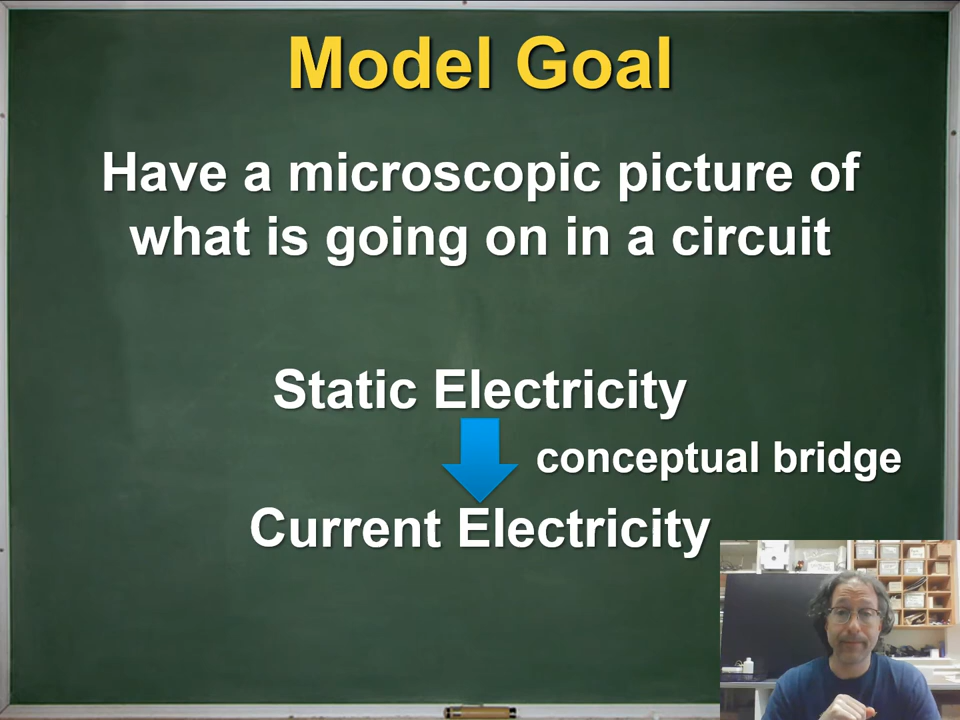 Model Goal
Have a microscopic picture of
what is going on in a circuit
Static Electricity
conceptual bridge
Current Electricity